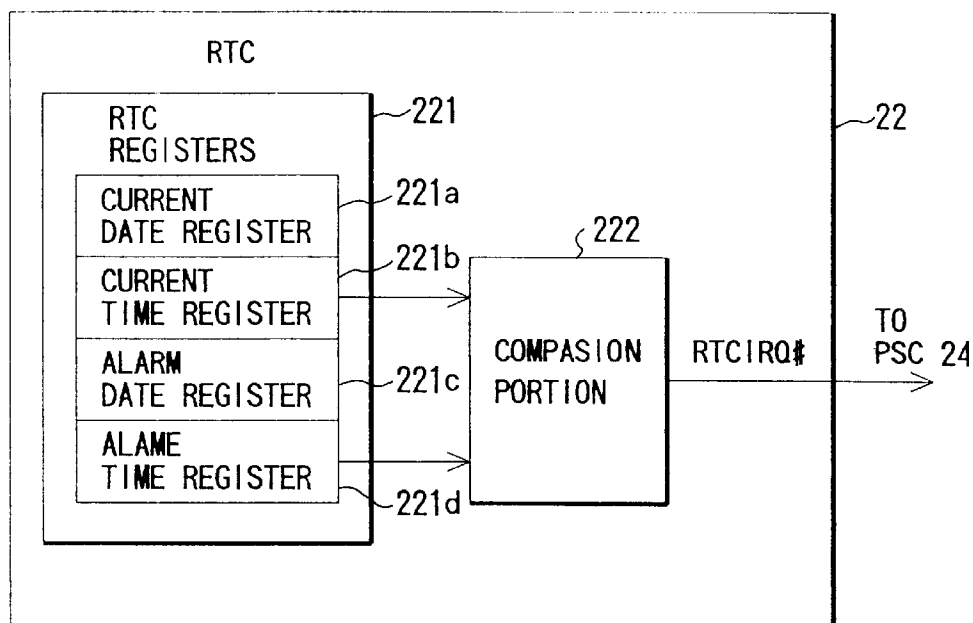 RTC
RTC
REGISTERS
221
22
CURRENT
DATE REGISTER
221a
CURRENT
TIME REGISTER
221b
ALARM
DATE REGISTER
221c
ALAME
TIME REGISTER
221d
222
COMPASION
PORTION
RTCIRQ#
TO
PSC 24